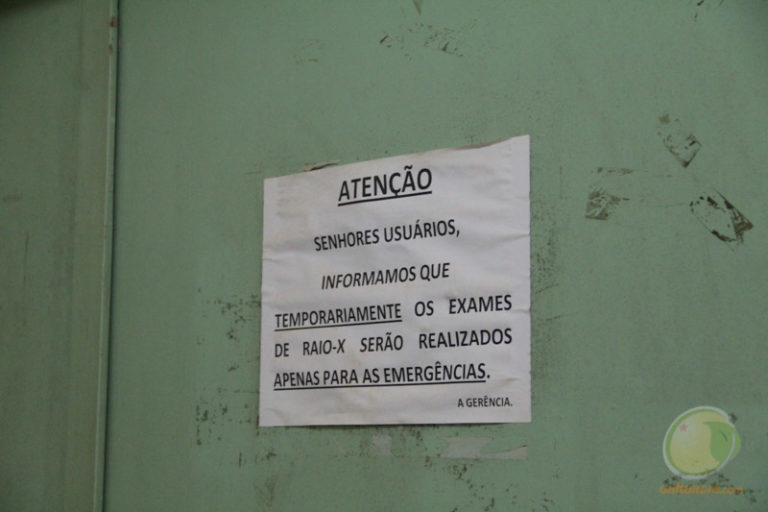 ATENÇÃO
SENHORES USUÁRIOS,
INFORMAMOS QUE
TEMPORARIAMENTE OS EXAMES
DE RAIO-X SERÃO REALIZADOS
APENAS PARA AS EMERGÊNCIAS.
A GERÊNCIA.